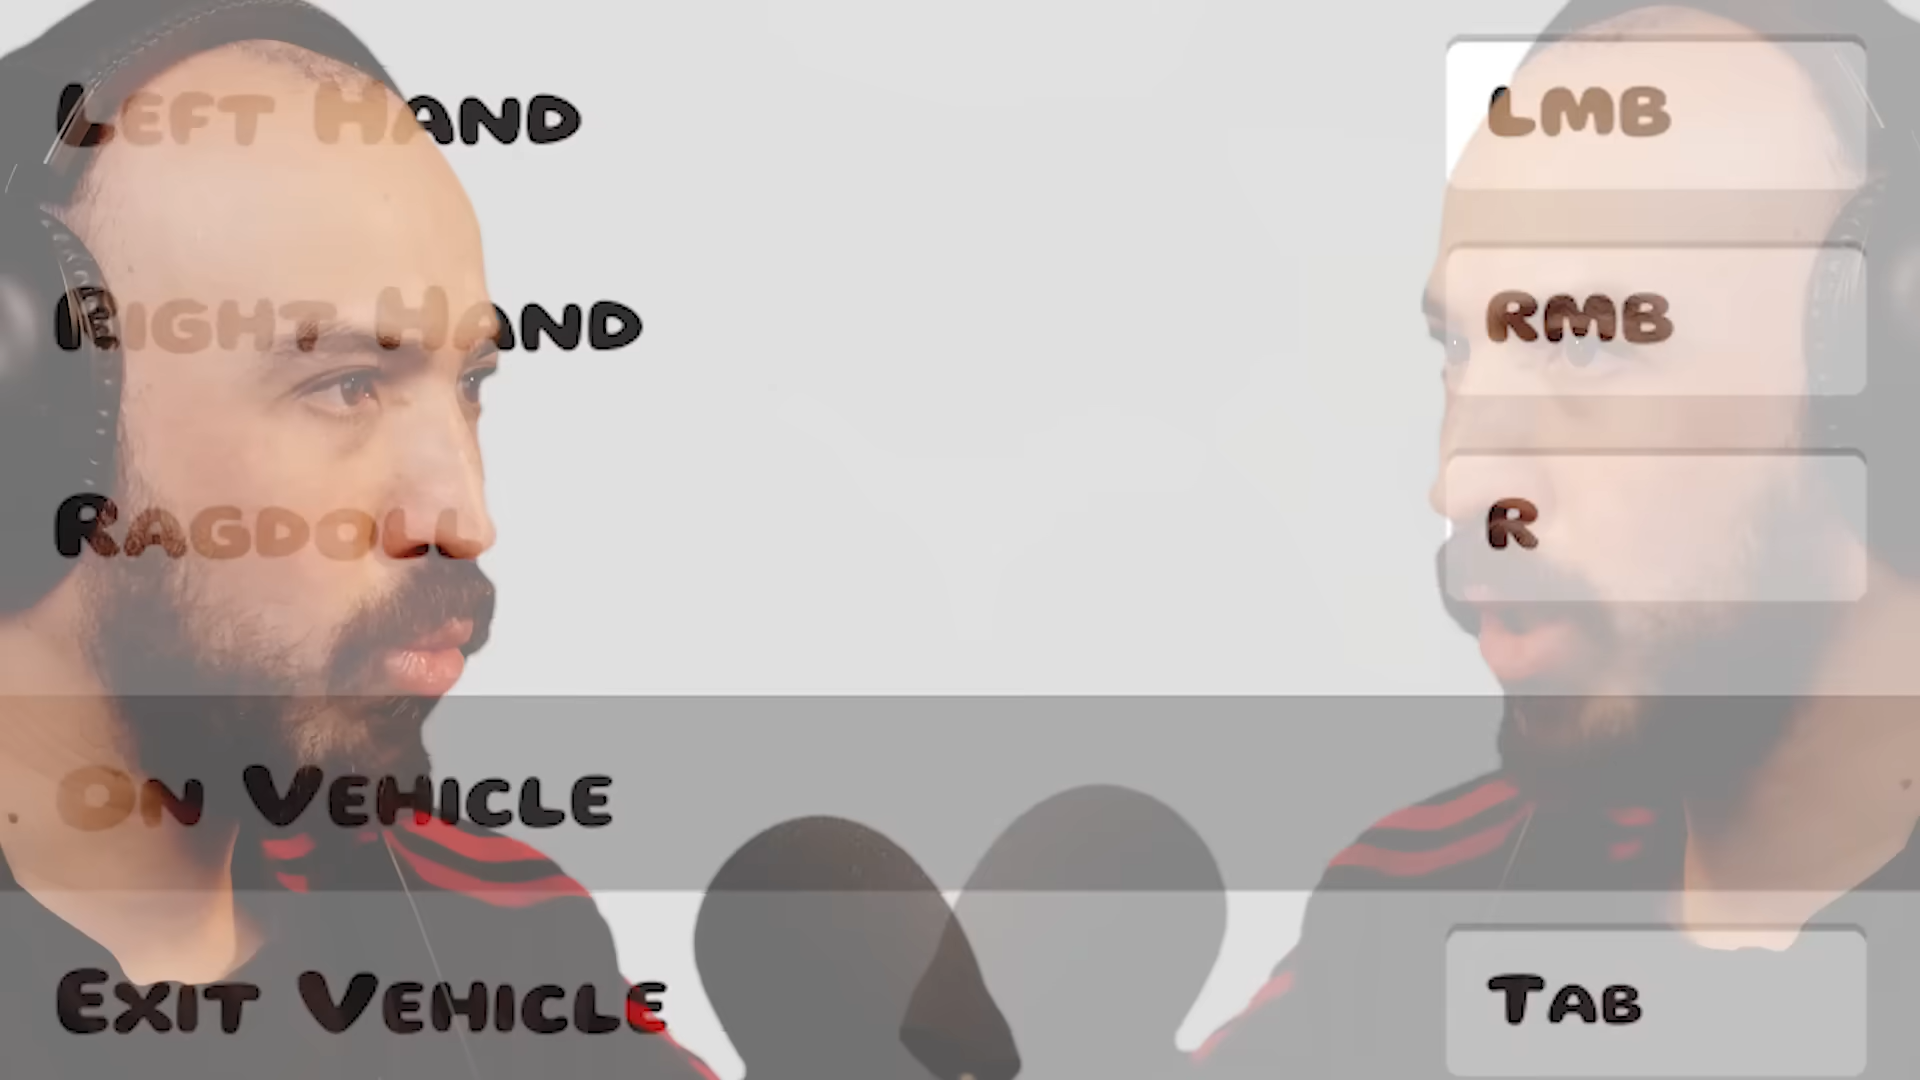 Left Hand LMB
Right Hand RMB
Ragdoll R
On Vehicle
Exit Vehicle Tab